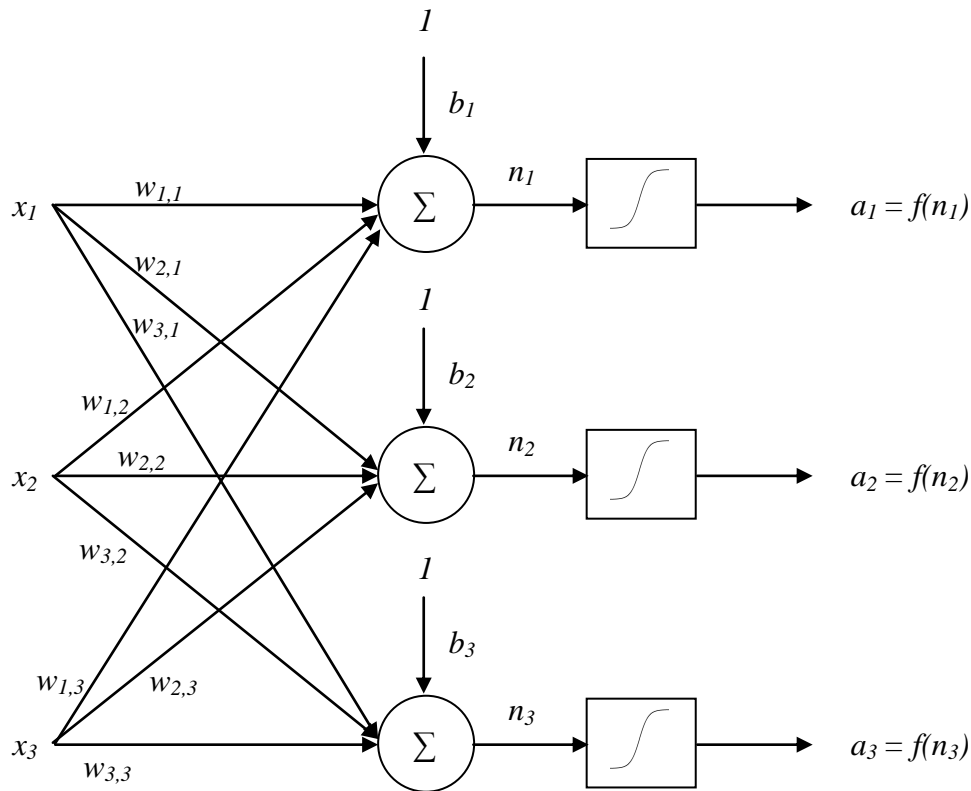 1
b1
w1,1
n1
x1
Σ
a1 = f(n1)
w2,1
1
w3,1
b2
w1,2
w2,2
n2
x2
Σ
a2 = f(n2)
w3,2
1
b3
w1,3
w2,3
n3
x3
Σ
a3 = f(n3)
w3,3